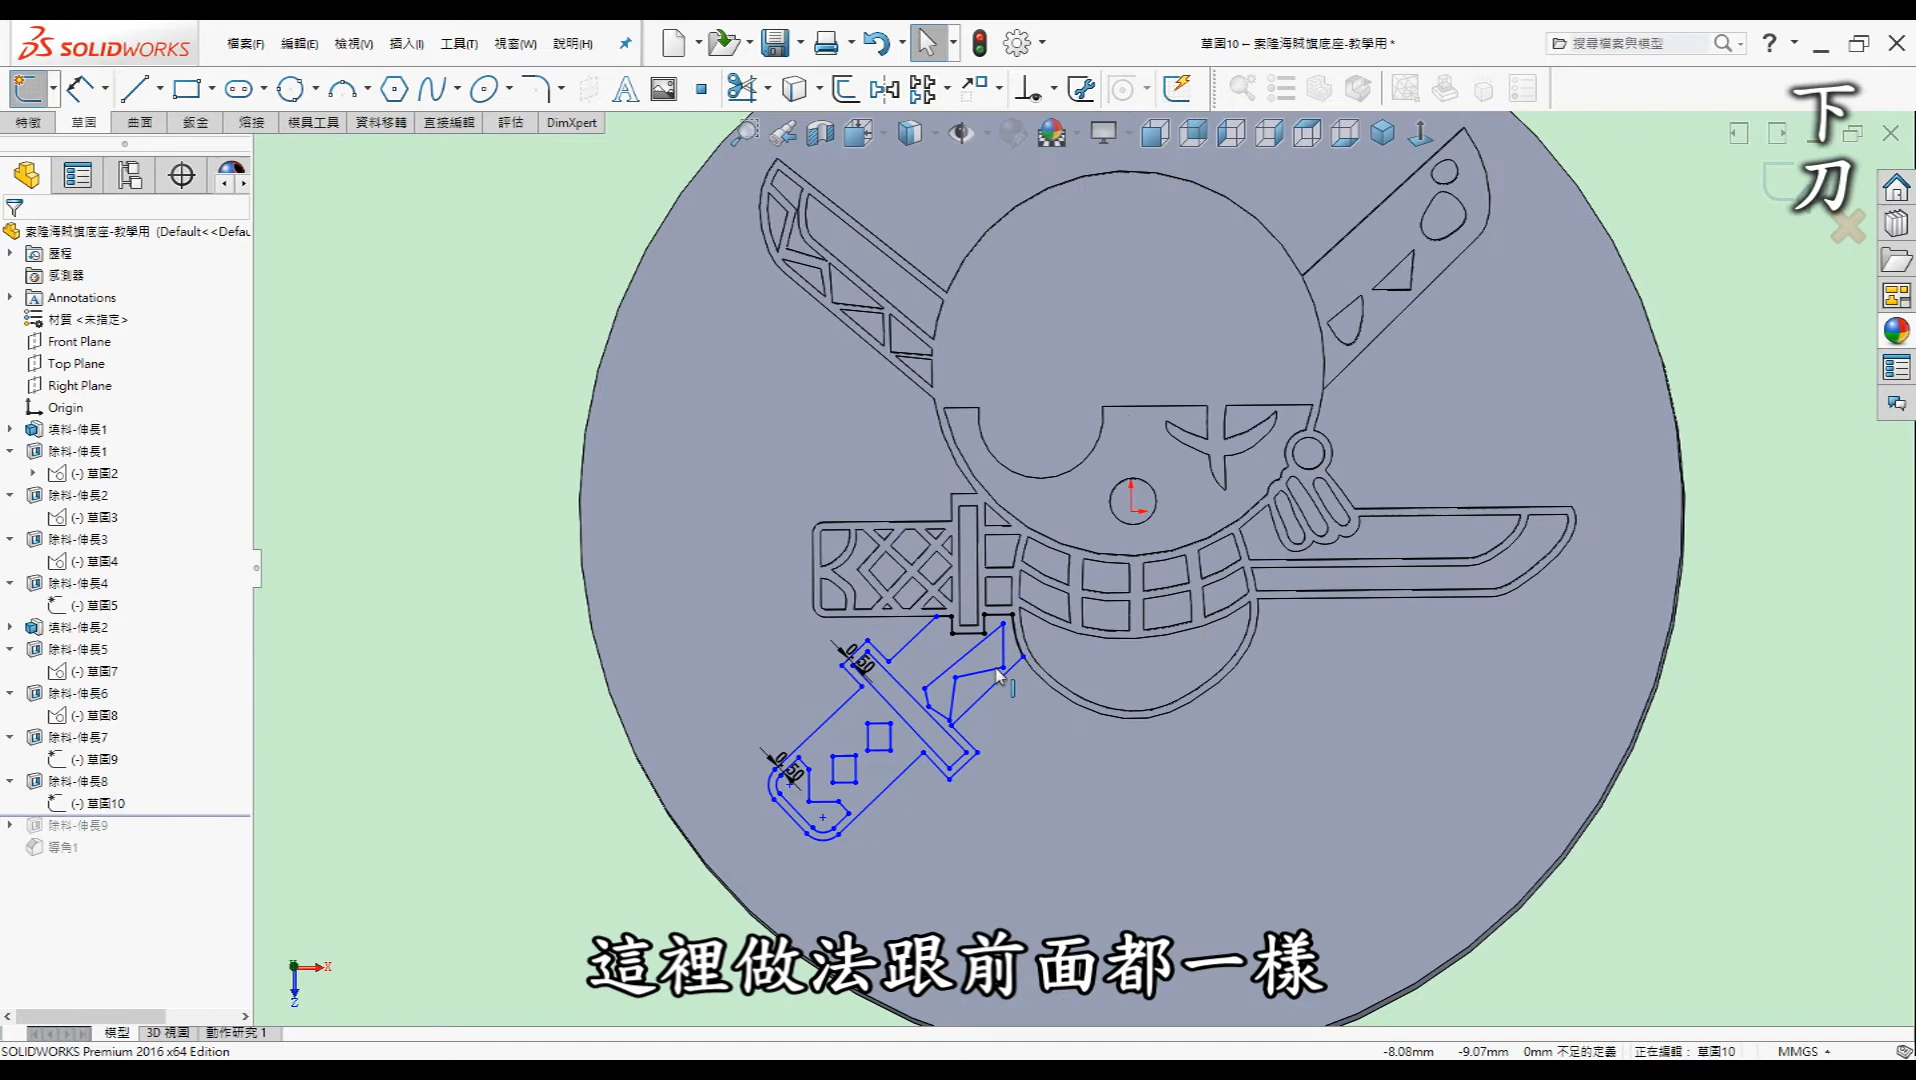 SOLIDWORKS
檔案(F)
編輯(E)
檢視(V)
插入(I)
工具(T)
視窗(W)
說明(H)
草圖10 – 索隆海賊旗底座-教學用 *
搜尋檔案與模型
?
特徵
草圖
曲面
鈑金
熔接
模具工具
資料移轉
直接編輯
評估
DimXpert
下
刀
索隆海賊旗底座-教學用 (Default<<Defau
歷程
感測器
Annotations
材質 <未指定>
Front Plane
Top Plane
Right Plane
Origin
填料-伸長1
除料-伸長1
(-) 草圖2
除料-伸長2
(-) 草圖3
除料-伸長3
(-) 草圖4
除料-伸長4
(-) 草圖5
填料-伸長2
除料-伸長5
(-) 草圖7
除料-伸長6
(-) 草圖8
除料-伸長7
(-) 草圖9
除料-伸長8
(-) 草圖10
除料-伸長9
導角1
0.50
0.50
這裡做法跟前面都一樣
X
Z
模型
3D 視圖
動作研究 1
SOLIDWORKS Premium 2016 x64 Edition
-8.08mm
-9.07mm
0mm 不足的定義
正在編輯： 草圖10
MMGS